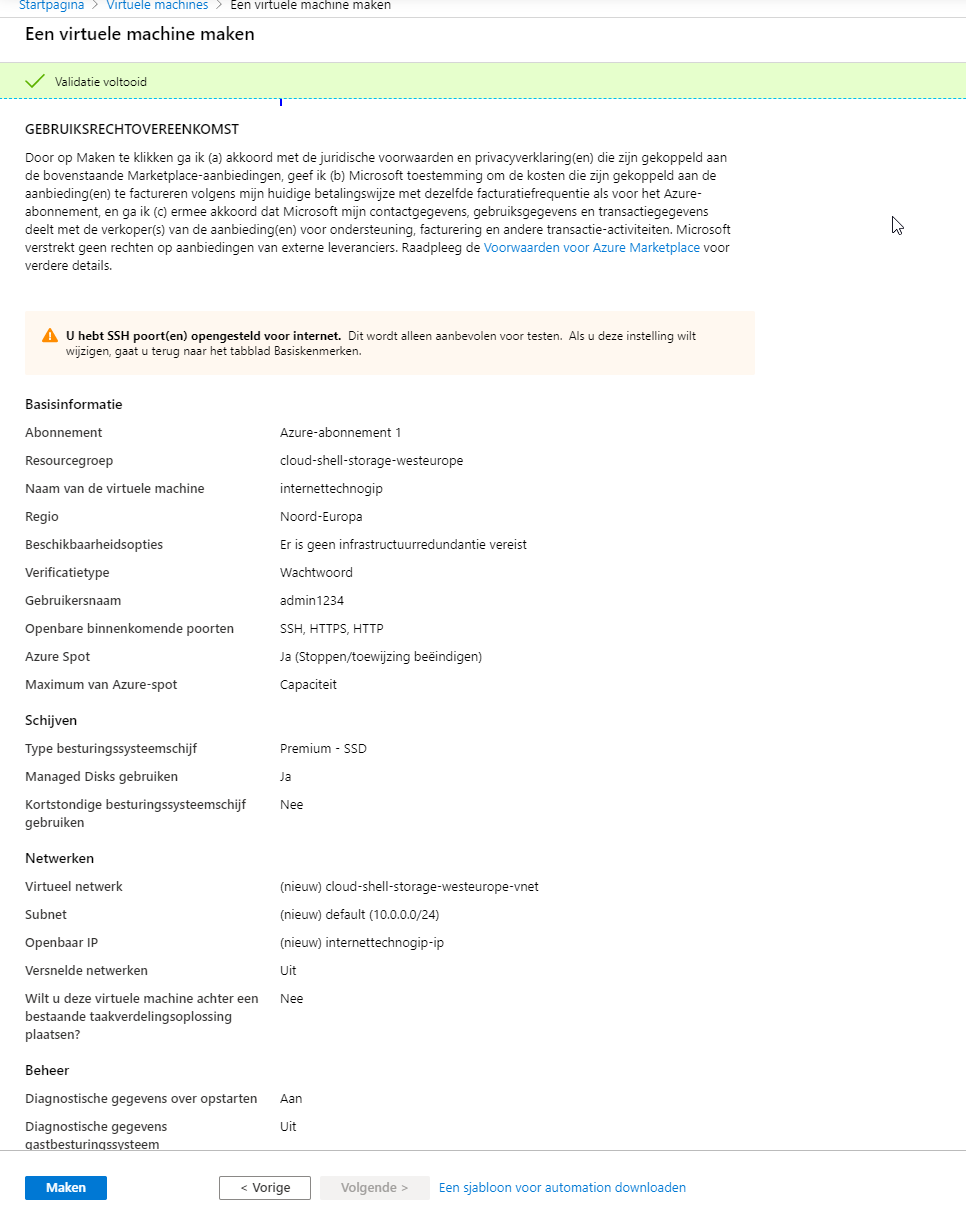 Startpagina > Virtuele machines > Een virtuele machine maken
Een virtuele machine maken
Validatie voltooid
GEBRUIKSRECHTOVEREENKOMST
Door op Maken te klikken ga ik (a) akkoord met de juridische voorwaarden en privacyverklaring(en) die zijn gekoppeld aan
de bovenstaande Marketplace-aanbiedingen, geef ik (b) Microsoft toestemming om de kosten die zijn gekoppeld aan de
aanbieding(en) te factureren volgens mijn huidige betalingswijze met dezelfde facturatiefrequentie als voor het Azure-
abonnement, en ga ik (c) ermee akkoord dat Microsoft mijn contactgegevens, gebruiksgegevens en transactiegegevens
deelt met de verkoper(s) van de aanbieding(en) voor ondersteuning, facturering en andere transactie-activiteiten. Microsoft
verstrekt geen rechten op aanbiedingen van externe leveranciers. Raadpleeg de Voorwaarden voor Azure Marketplace voor
verdere details.
U hebt SSH poort(en) opengesteld voor internet. Dit wordt alleen aanbevolen voor testen. Als u deze instelling wilt
wijzigen, gaat u terug naar het tabblad Basiskenmerken.
Basisinformatie
Abonnement Azure-abonnement 1
Resourcegroep cloud-shell-storage-westeurope
Naam van de virtuele machine internettechnogip
Regio Noord-Europa
Beschikbaarheidsopties Er is geen infrastructuurredundantie vereist
Verificatietype Wachtwoord
Gebruikersnaam admin1234
Openbare binnenkomende poorten SSH, HTTPS, HTTP
Azure Spot Ja (Stoppen/toewijzing beëindigen)
Maximum van Azure-spot Capaciteit
Schijven
Type besturingssysteemschijf Premium - SSD
Managed Disks gebruiken Ja
Kortstondige besturingssysteemschijf Nee
gebruiken
Netwerken
Virtueel netwerk (nieuw) cloud-shell-storage-westeurope-vnet
Subnet (nieuw) default (10.0.0.0/24)
Openbaar IP (nieuw) internettechnogip-ip
Versnelde netwerken Uit
Wilt u deze virtuele machine achter een Nee
bestaande taakverdelingsoplossing
plaatsen?
Beheer
Diagnostische gegevens over opstarten Aan
Diagnostische gegevens Uit
gastbesturingssysteem
Maken < Vorige Volgende > Een sjabloon voor automation downloaden